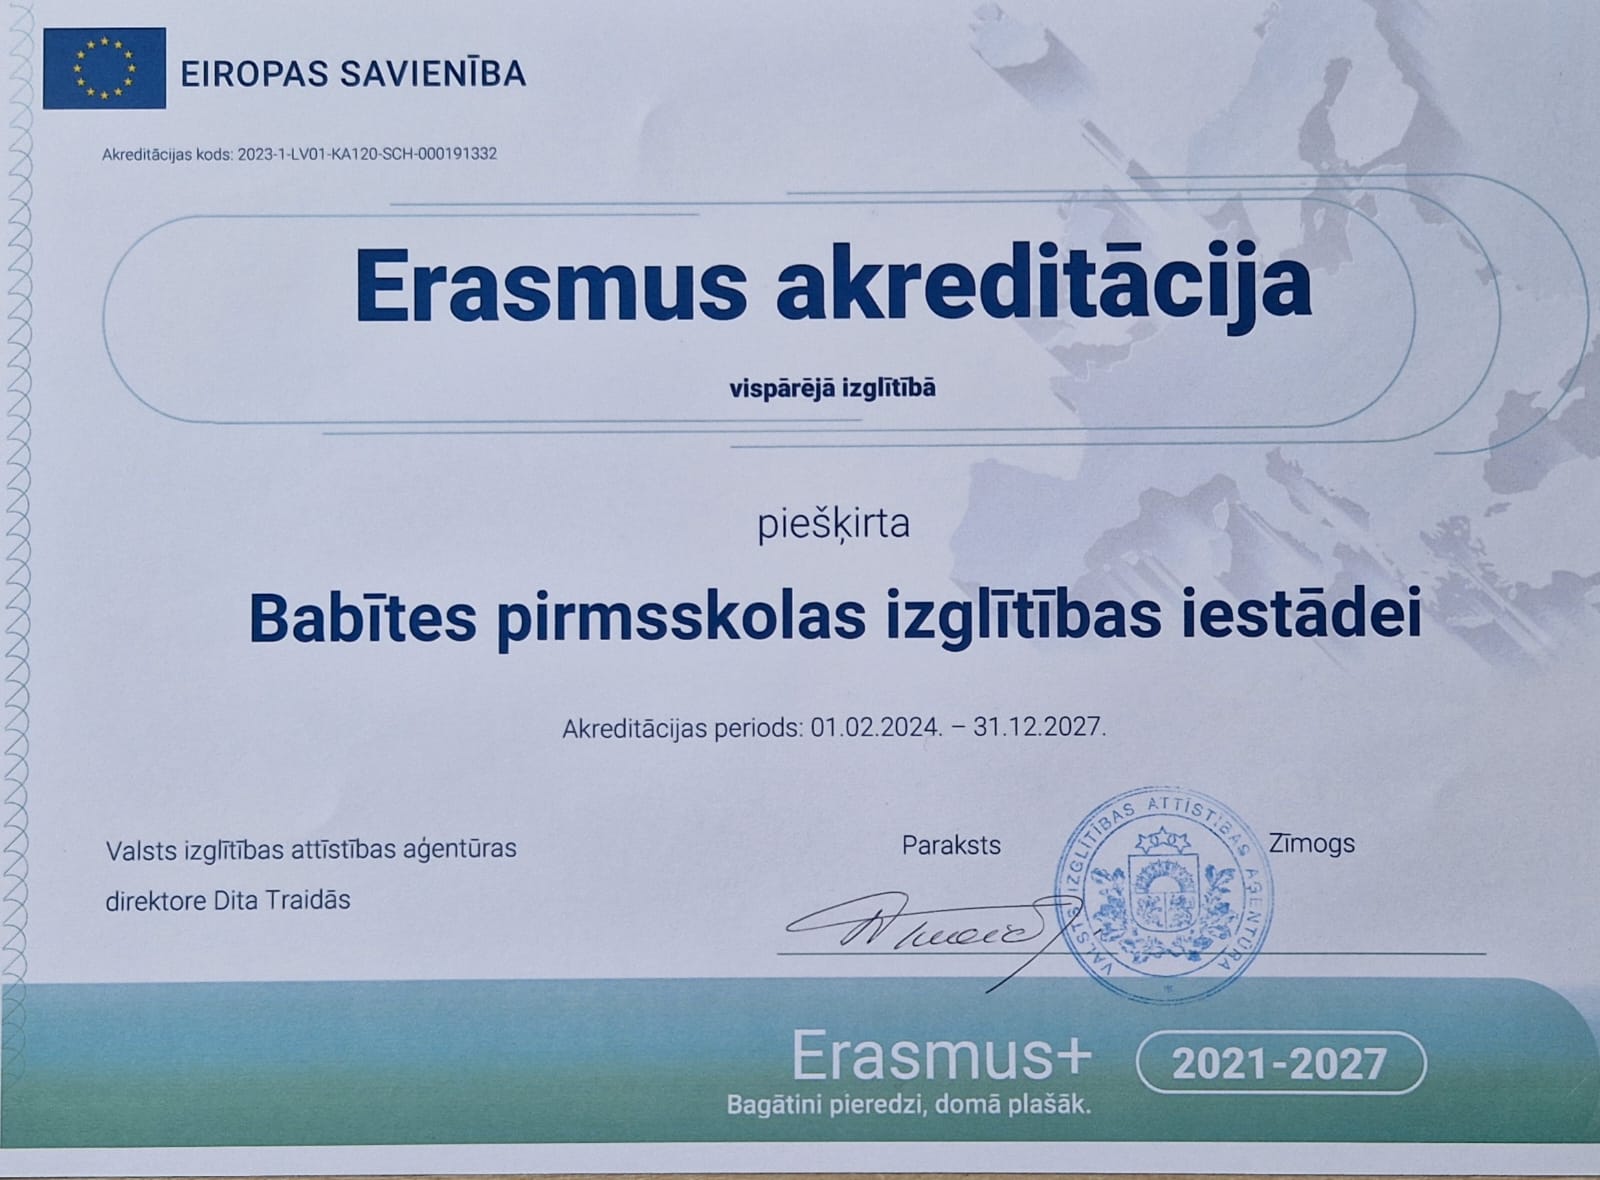 EIROPAS SAVIENĪBA
Akreditācijas kods: 2023-1-LV01-KA120-SCH-000191332
Erasmus akreditācija
vispārējā izglītībā
piešķirta
Babītes pirmsskolas izglītības iestādei
Akreditācijas periods: 01.02.2024. – 31.12.2027.
Valsts izglītības attīstības aģentūras
direktore Dita Traidās
Paraksts
Zīmogs
VALSTS IZGLĪTĪBAS ATTĪSTĪBAS AĢENTŪRA
Erasmus+
2021-2027
Bagātini pieredzi, domā plašāk.